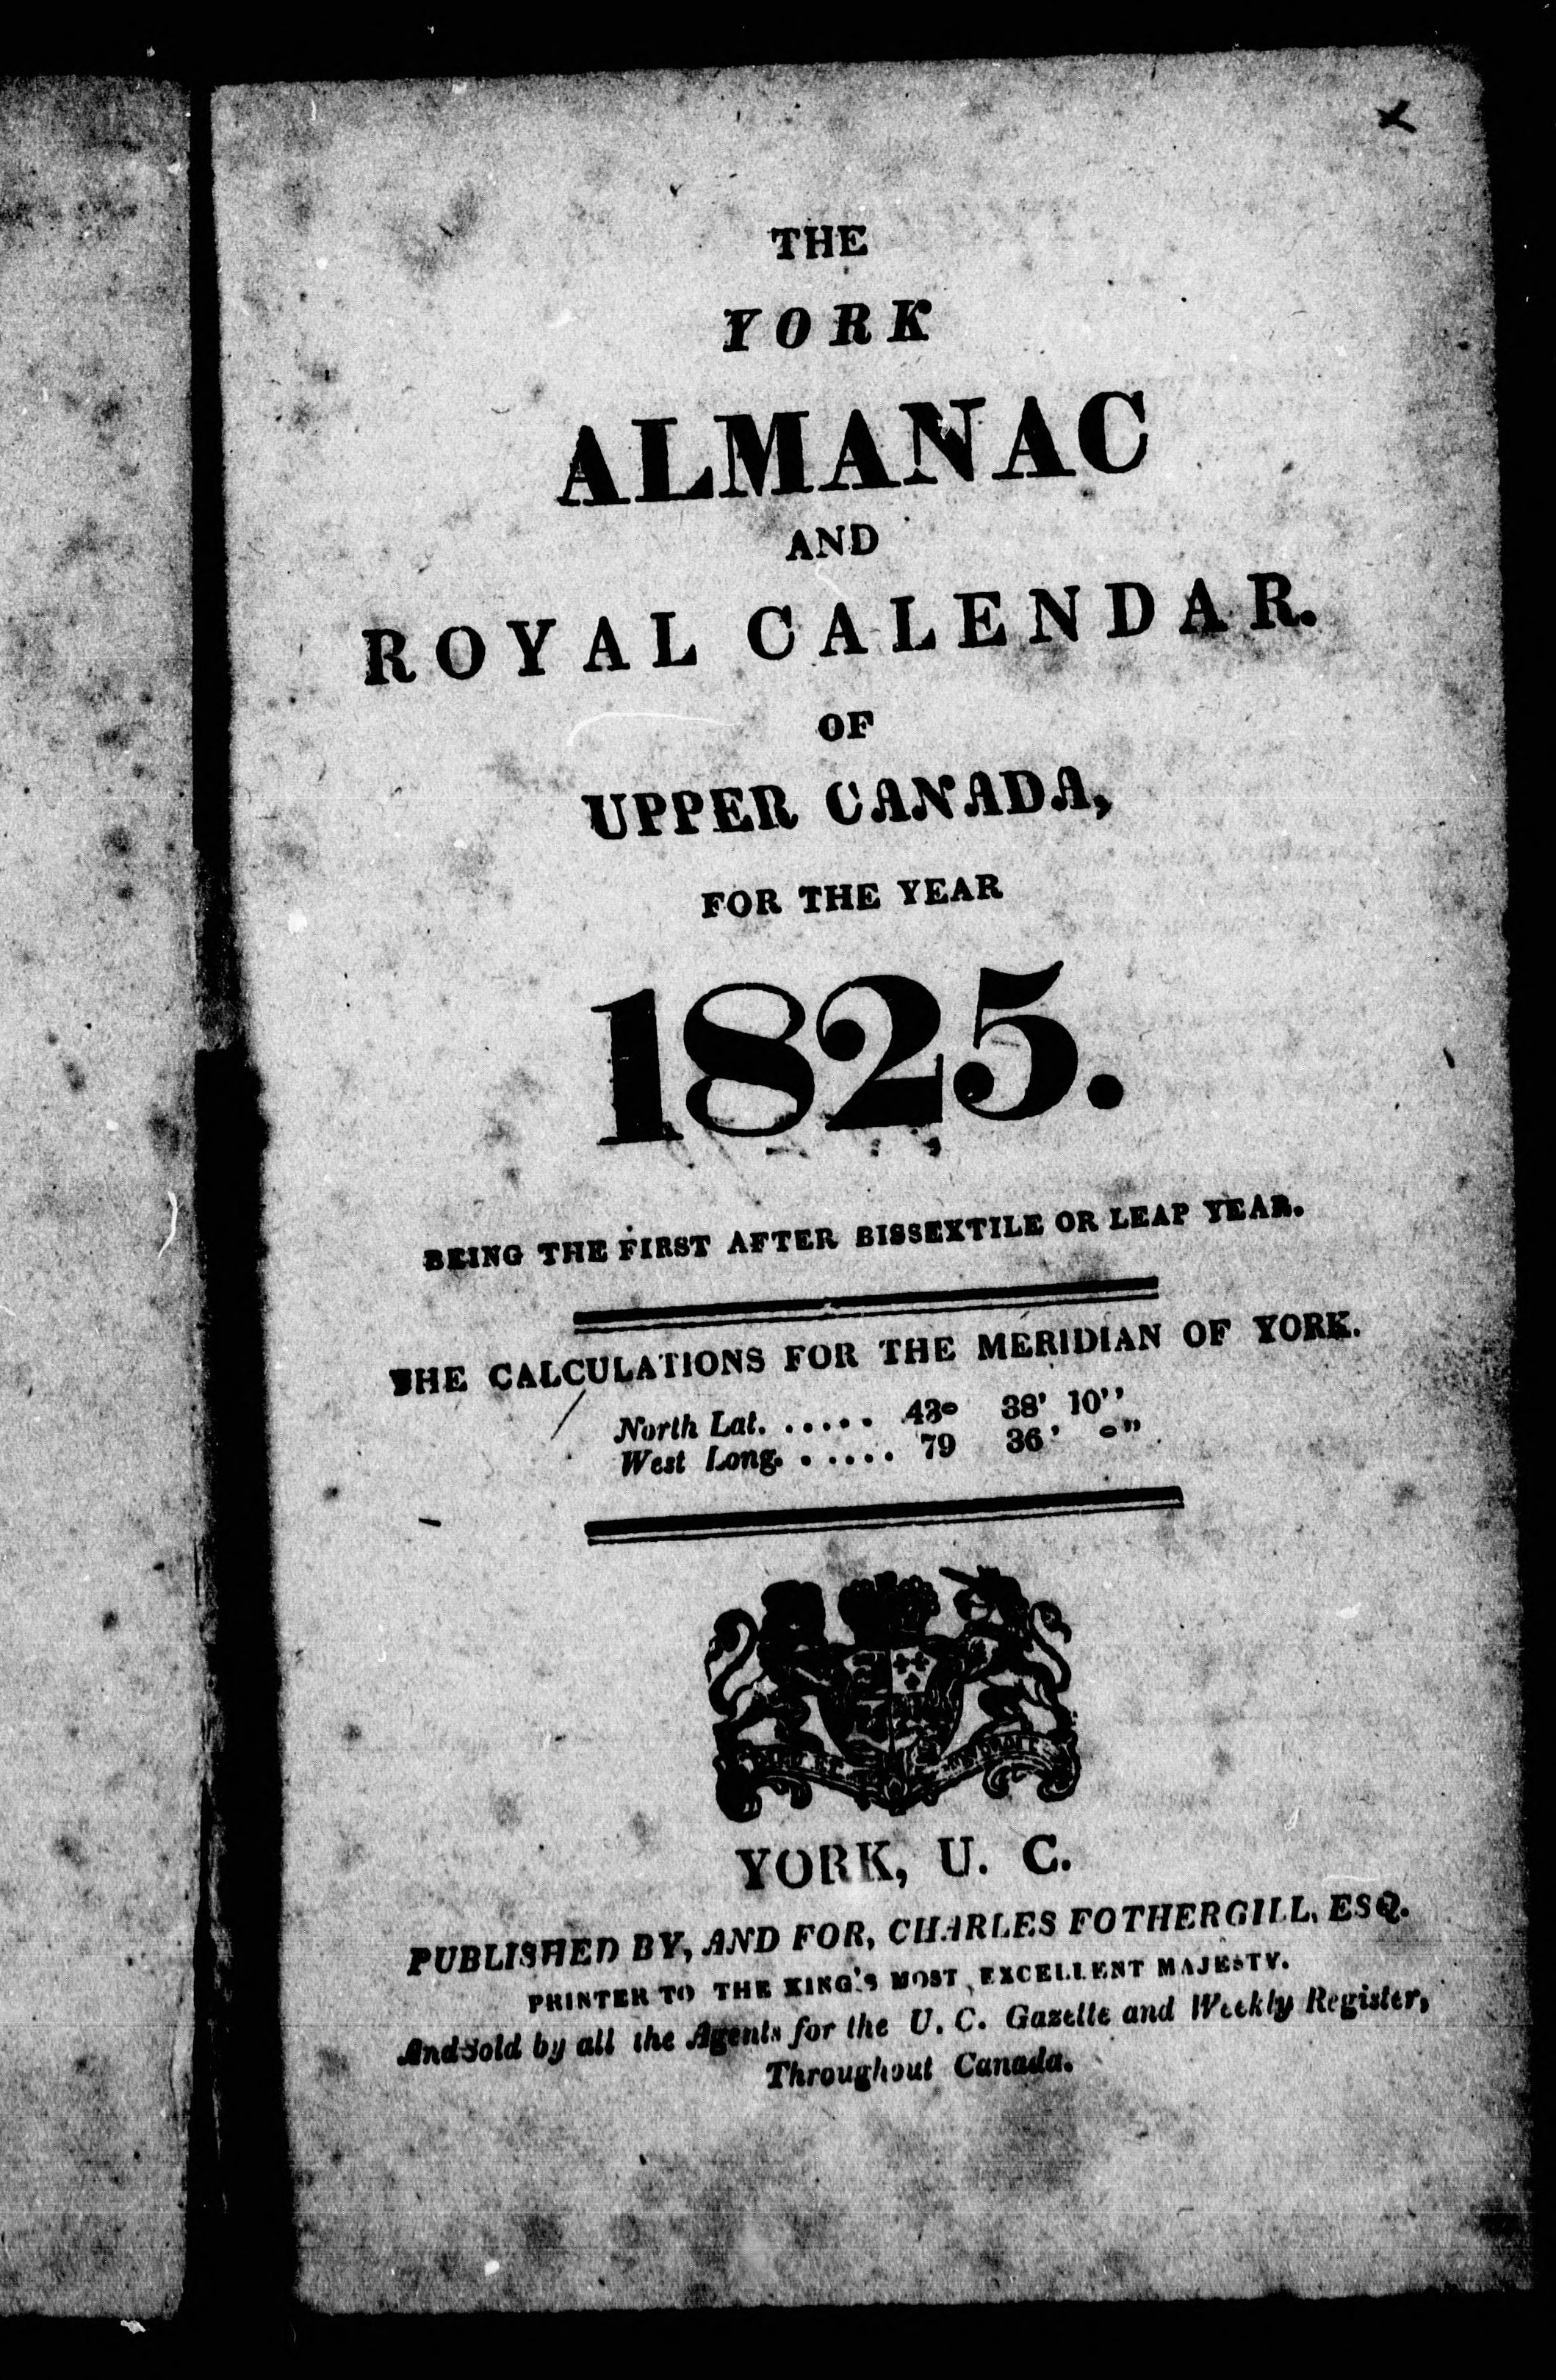 THE
YORK
ALMANAC
AND
ROYAL CALENDAR.
OF
UPPER CANADA,
FOR THE YEAR
1825.
BEING THE FIRST AFTER BISSEXTILE OR LEAP YEAR.
THE CALCULATIONS FOR THE MERIDIAN OF YORK.
North Lat. ..... 43° 38' 10''
West Long. ..... 79 36' 0"
YORK, U. C.
PUBLISHED BY, AND FOR, CHARLES FOTHERGILL, ESQ.
PRINTER TO THE KING'S MOST EXCELLENT MAJESTY.
And sold by all the Agents for the U. C. Gazette and Weekly Register,
Throughout Canada.